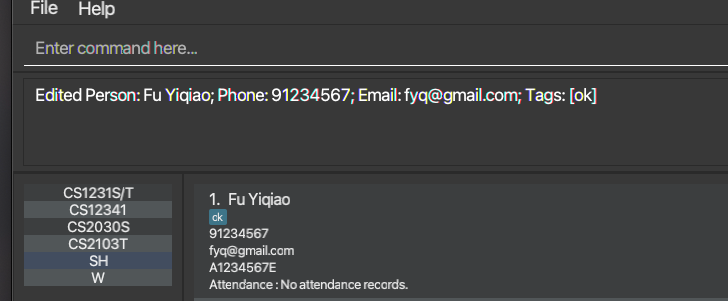 File Help
Enter command here...
Edited Person: Fu Yiqiao; Phone: 91234567; Email: fyq@gmail.com; Tags: [ok]
CS1231S/T
CS12341
CS2030S
CS2103T
SH
W
1. Fu Yiqiao
ok
91234567
fyq@gmail.com
A1234567E
Attendance : No attendance records.